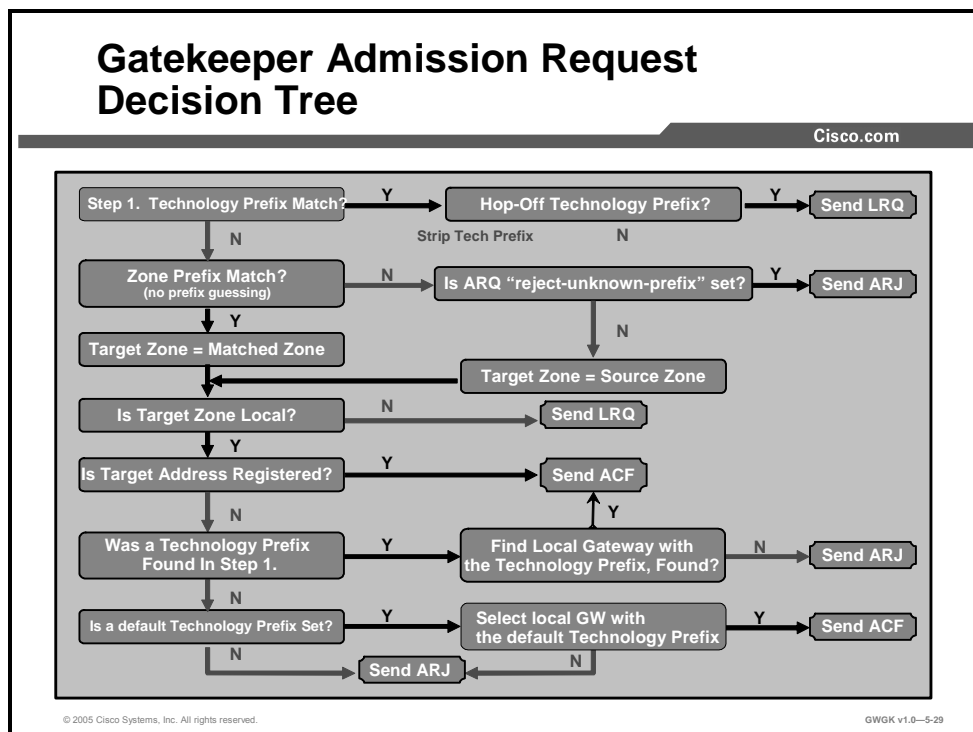 Gatekeeper Admission Request
Decision Tree
Cisco.com
Step 1. Technology Prefix Match?
Y
Hop-Off Technology Prefix?
Y
Send LRQ
N
Strip Tech Prefix
N
Zone Prefix Match?
(no prefix guessing)
N
Is ARQ “reject-unknown-prefix” set?
Y
Send ARJ
Y
N
Target Zone = Matched Zone
Target Zone = Source Zone
Is Target Zone Local?
N
Send LRQ
Y
Is Target Address Registered?
Y
Send ACF
N
Y
Was a Technology Prefix
Found In Step 1.
Y
Find Local Gateway with
the Technology Prefix, Found?
N
Send ARJ
N
Is a default Technology Prefix Set?
Y
Select local GW with
the default Technology Prefix
Y
Send ACF
N
Send ARJ
N
© 2005 Cisco Systems, Inc. All rights reserved.
GWGK v1.0—5-29